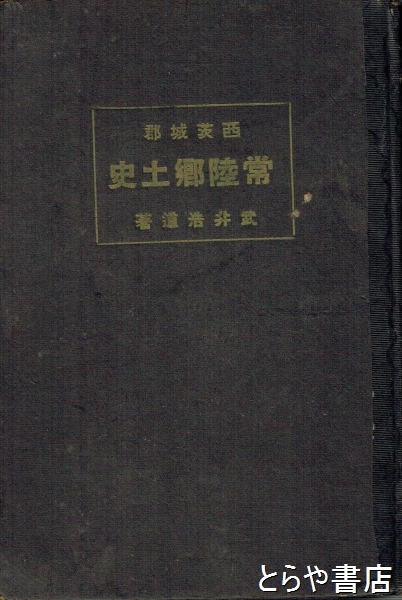 西茨城郡
常陸郷土史
武井浩道著
とらや書店